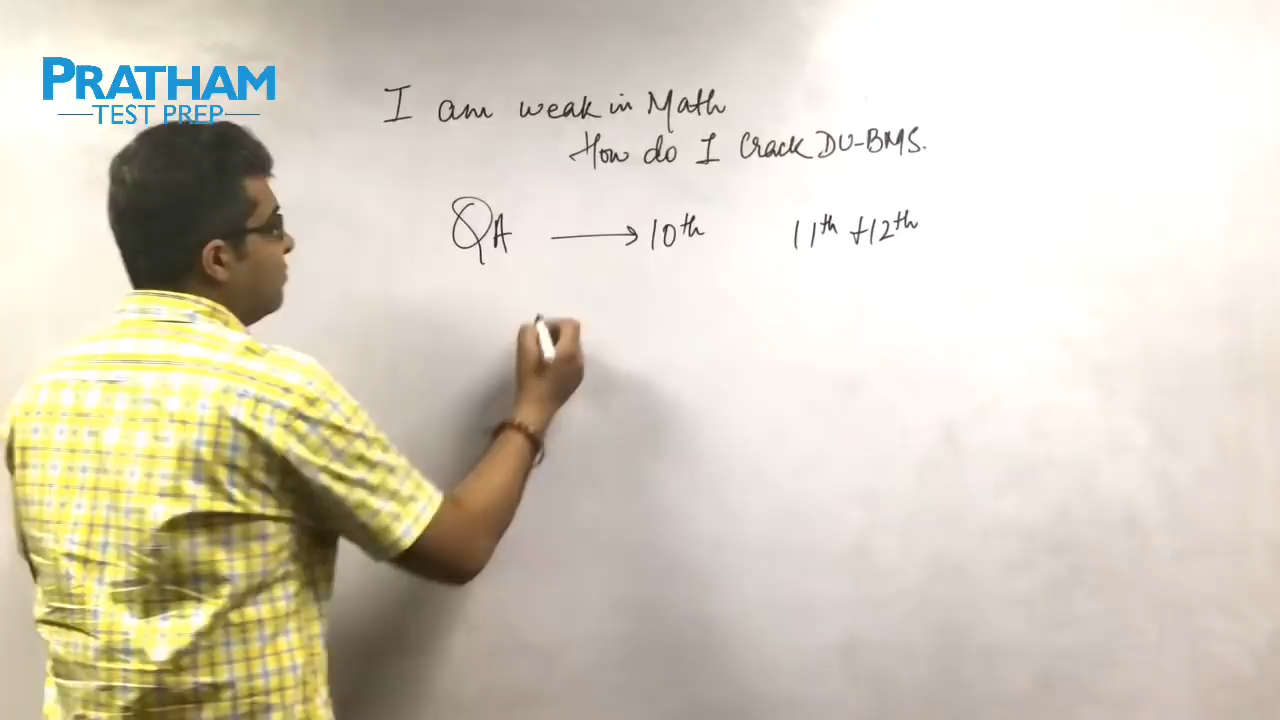 PRATHAM
TEST PREP
I am weak in Math
How do I Crack DU-BMS.
QA → 10th 11th +12th